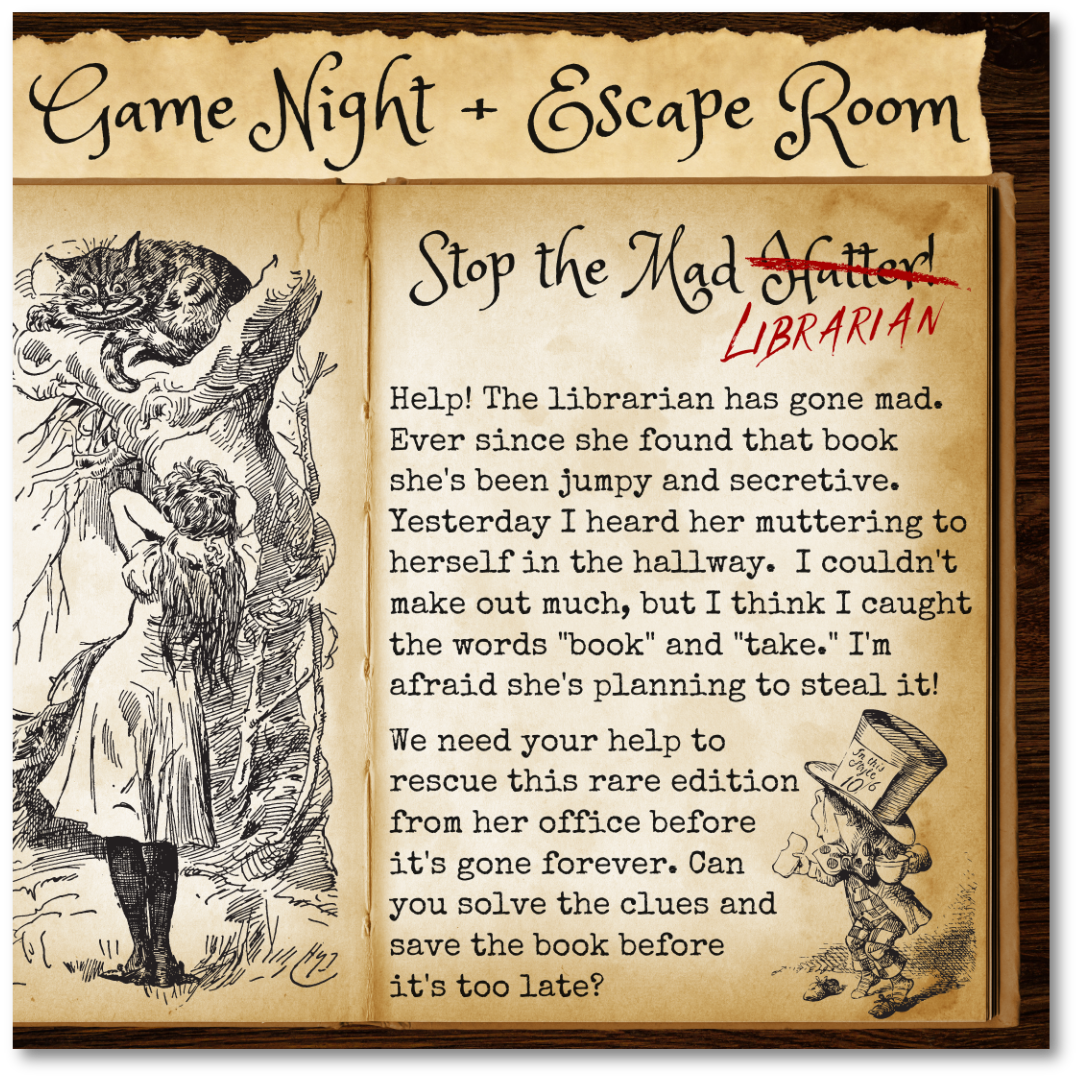 Game Night + Escape Room
Stop the Mad Hatter!
LIBRARIAN
Help! The librarian has gone mad.
Ever since she found that book
she's been jumpy and secretive.
Yesterday I heard her muttering to
herself in the hallway. I couldn't
make out much, but I think I caught
the words "book" and "take." I'm
afraid she's planning to steal it!
We need your help to
rescue this rare edition
from her office before
it's gone forever. Can
you solve the clues and
save the book before
it's too late?
In this
Style
10/6